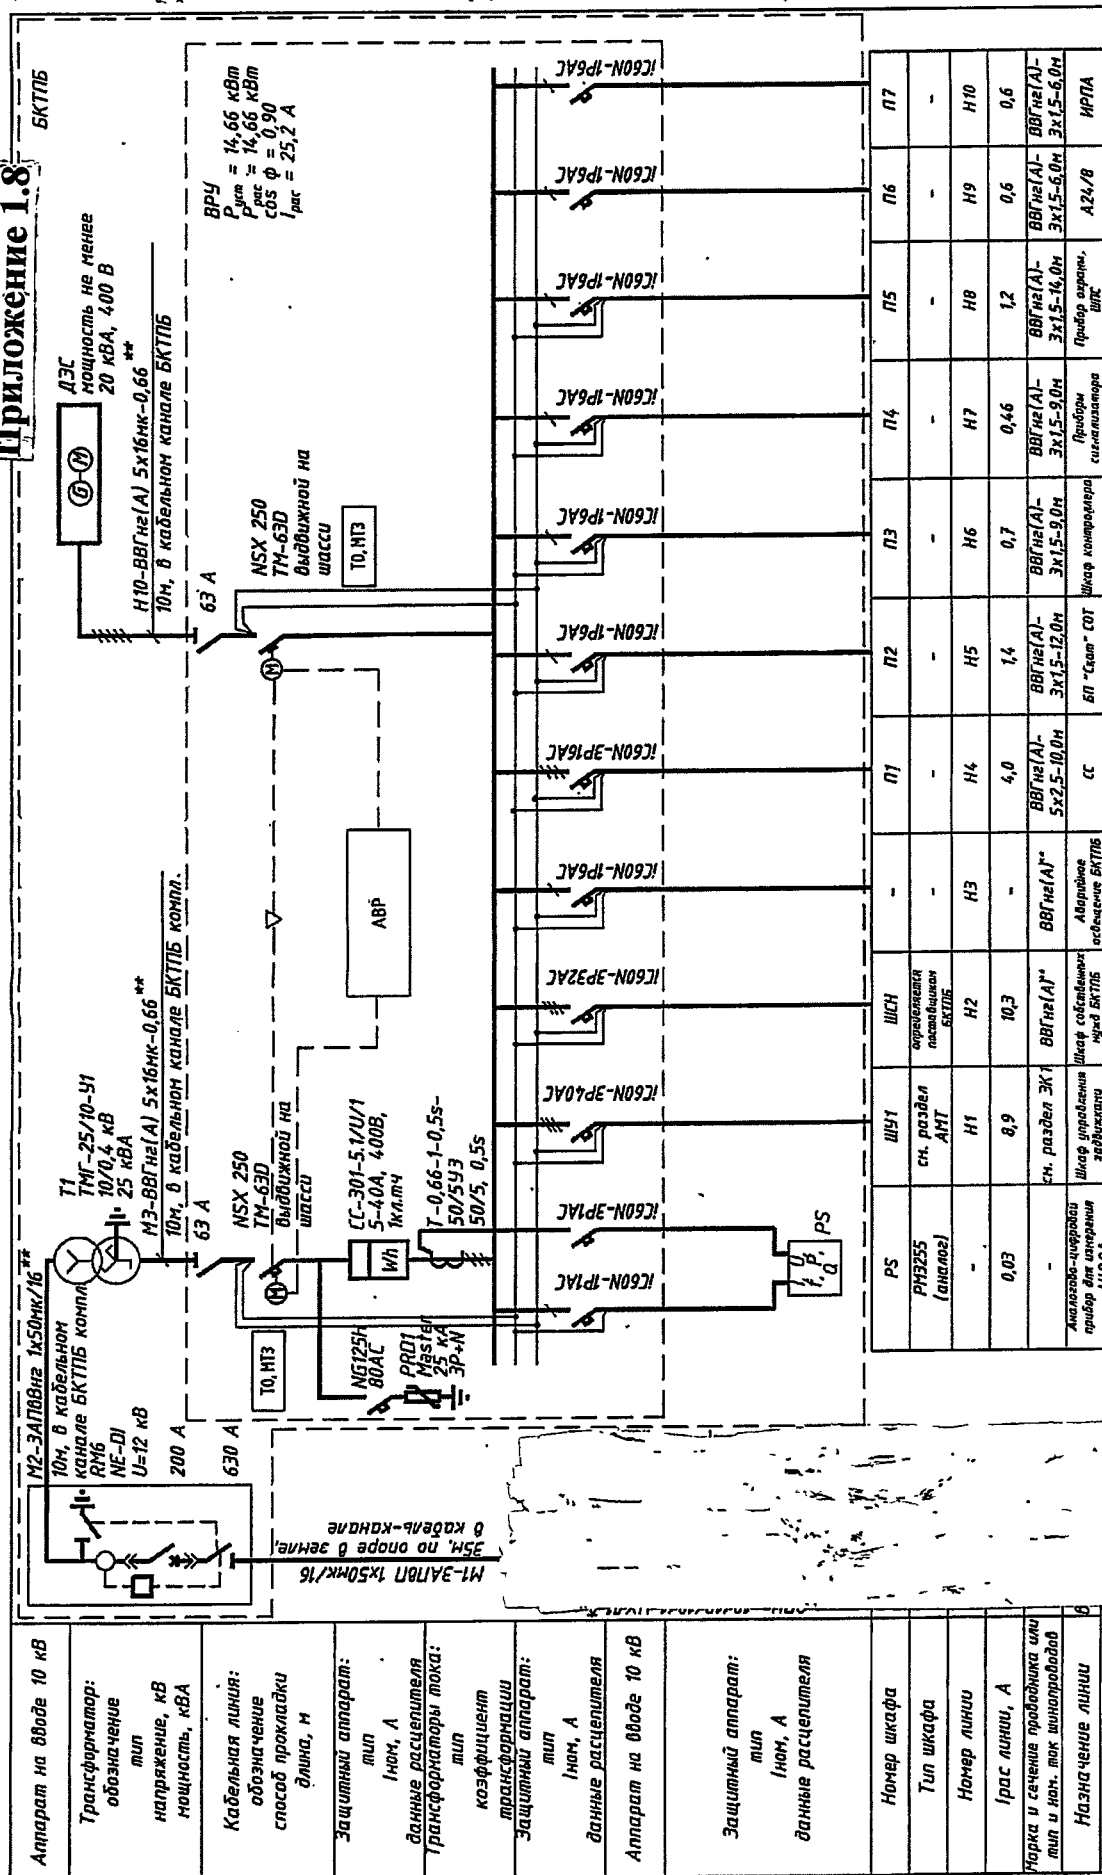 Приложение 1.8
БКТПБ
Аппарат на вводе 10 кВ
Трансформатор:
обозначение
тип
напряжение, кВ
мощность, кВА
Кабельная линия:
обозначение
способ прокладки
длина, м
Защитный аппарат:
тип
Iном, А
данные расцепителя
Трансформаторы тока:
тип
коэффициент
трансформации
Защитный аппарат:
тип
Iном, А
данные расцепителя
Аппарат на вводе 10 кВ
Защитный аппарат:
тип
Iном, А
данные расцепителя
М2-3АПвВнг 1х50мк/16**
10м, в кабельном
канале БКТПБ компл.
RM6
NE-DI
U=12 кВ
200 А
630 А
М1-3АПВП 1х50мк/16
35м, по опоре в земле,
в кабель-канале
Т1
ТМГ-25/10-У1
10/0,4 кВ
25 кВА
М3-ВВГнг(А) 5х16мк-0,66**
10м, в кабельном канале БКТПБ компл.
63 А
NSX 250
TM-63D
выдвижной на
шасси
ТО, МТЗ
М
CC-301-5.1/U/1
5-40А, 400В,
1кл.тч
Wh
Т-0,66-1-0,5s-
50/5У3
50/5, 0,5s
NG125H
80АС
PRD1
Master
25 кА
3P+N
АВР
ДЭС
мощность не менее
20 кВА, 400 В
G-M
Н10-ВВГнг(А) 5х16мк-0,66**
10м, в кабельном канале БКТПБ
63 А
NSX 250
TM-63D
выдвижной на
шасси
ТО, МТЗ
М
ВРУ
Руст = 14,66 кВт
Ррас = 14,66 кВт
cos φ = 0,90
Iрас = 25,2 А
iC60N-1P1AC
iC60N-3P1AC
iC60N-3P40AC
iC60N-3P32AC
iC60N-1P6AC
iC60N-3P16AC
iC60N-1P6AC
iC60N-1P6AC
iC60N-1P6AC
iC60N-1P6AC
iC60N-1P6AC
iC60N-1P6AC
I, U,
f, P,
Q
PS
Номер шкафа PS ШУ1 ШСН - П1 П2 П3 П4 П5 П6 П7
Тип шкафа РМ3255 (аналог) см. раздел АМТ определяется поставщиком БКТПБ - - - - - - - -
Номер линии - Н1 Н2 Н3 Н4 Н5 Н6 Н7 Н8 Н9 Н10
Iрас линии, А 0,03 8,9 10,3 - 4,0 1,4 0,7 0,46 1,2 0,6 0,6
Марка и сечение проводника или
тип и ном. ток шинопроводов
-
см. раздел ЭК1
ВВГнг(А)**
ВВГнг(А)**
ВВГнг(А)-
5х2,5-10,0м
ВВГнг(А)-
3х1,5-12,0м
ВВГнг(А)-
3х1,5-9,0м
ВВГнг(А)-
3х1,5-9,0м
ВВГнг(А)-
3х1,5-14,0м
ВВГнг(А)-
3х1,5-6,0м
ВВГнг(А)-
3х1,5-6,0м
Назначение линии
Аналогово-цифровой
прибор для измерения
Шкаф управления
задвижками
Шкаф собственных
нужд БКТПБ
Аварийное
освещение БКТПБ
СС
БП "Скат" СОТ
Шкаф контроллера
Приборы
сигнализатора
Прибор охраны,
ШПС
А24/8
ИРПА